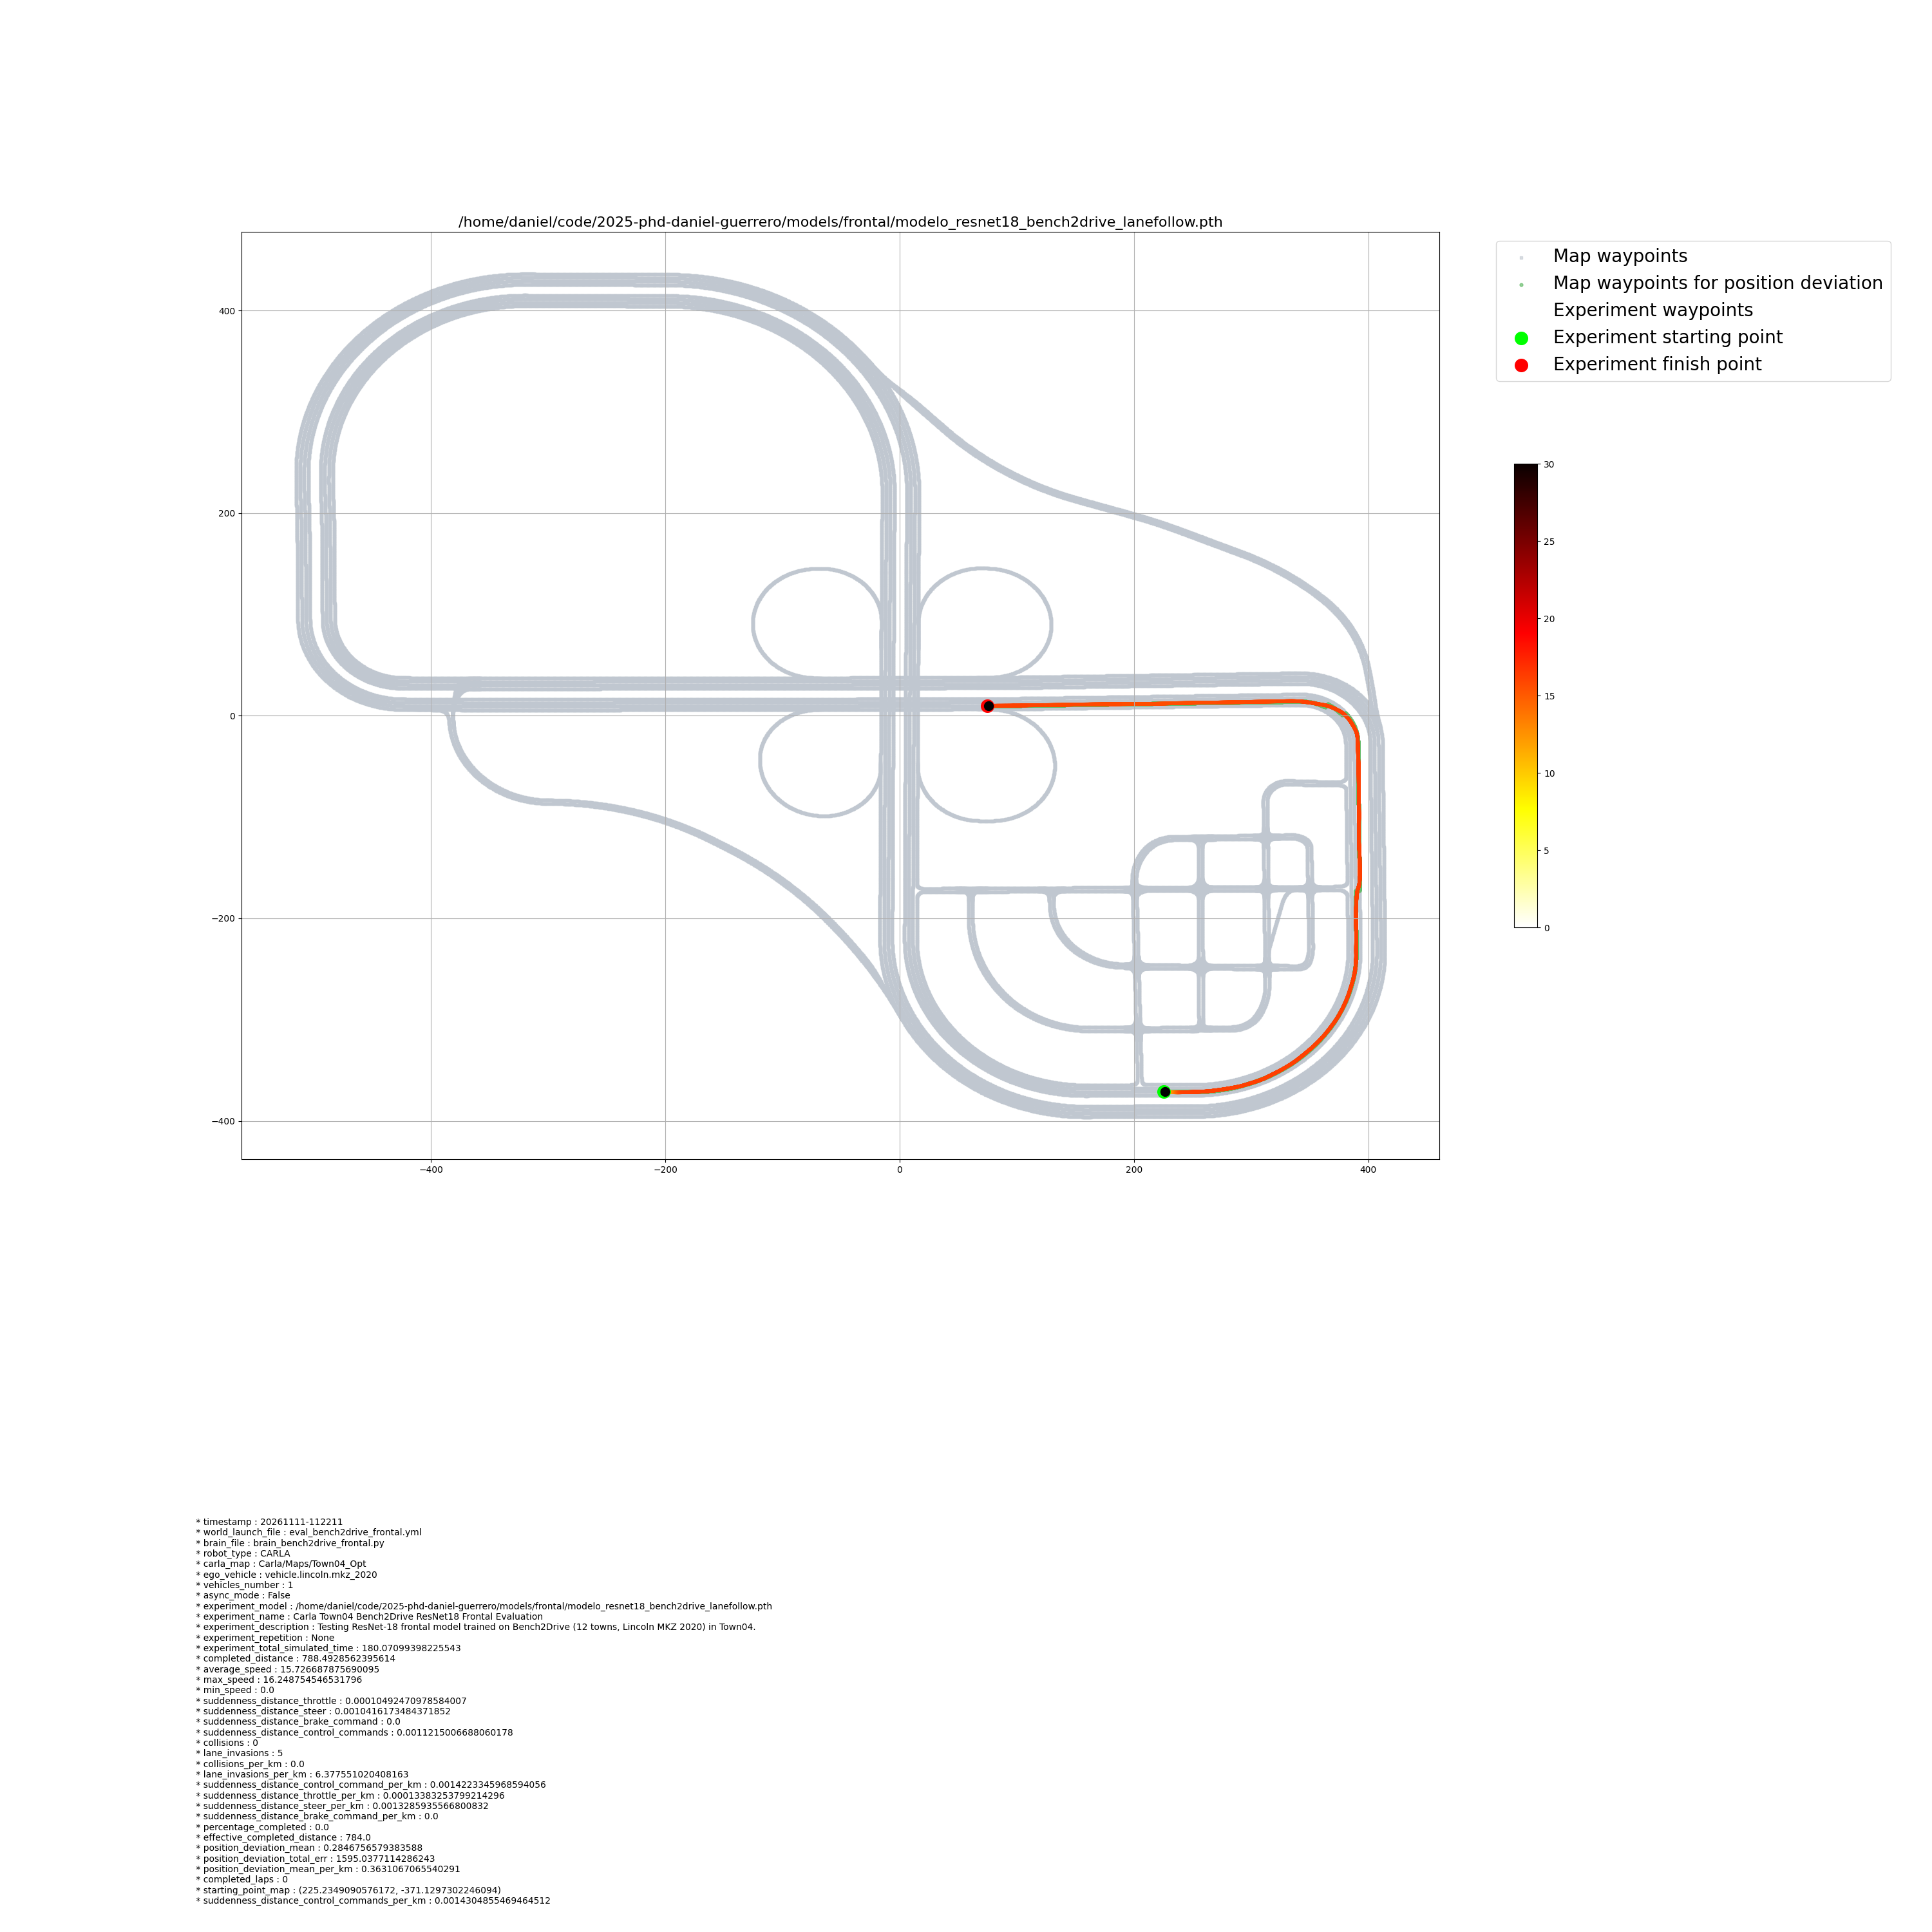 /home/daniel/code/2025-phd-daniel-guerrero/models/frontal/modelo_resnet18_bench2drive_lanefollow.pth
Map waypoints
Map waypoints for position deviation
Experiment waypoints
Experiment starting point
Experiment finish point
400
200
0
−200
−400
−400
−200
0
200
400
30
25
20
15
10
5
0
* timestamp : 20261111-112211
* world_launch_file : eval_bench2drive_frontal.yml
* brain_file : brain_bench2drive_frontal.py
* robot_type : CARLA
* carla_map : Carla/Maps/Town04_Opt
* ego_vehicle : vehicle.lincoln.mkz_2020
* vehicles_number : 1
* async_mode : False
* experiment_model : /home/daniel/code/2025-phd-daniel-guerrero/models/frontal/modelo_resnet18_bench2drive_lanefollow.pth
* experiment_name : Carla Town04 Bench2Drive ResNet18 Frontal Evaluation
* experiment_description : Testing ResNet-18 frontal model trained on Bench2Drive (12 towns, Lincoln MKZ 2020) in Town04.
* experiment_repetition : None
* experiment_total_simulated_time : 180.07099398225543
* completed_distance : 788.4928562395614
* average_speed : 15.726687875690095
* max_speed : 16.248754546531796
* min_speed : 0.0
* suddenness_distance_throttle : 0.00010492470978584007
* suddenness_distance_steer : 0.0010416173484371852
* suddenness_distance_brake_command : 0.0
* suddenness_distance_control_commands : 0.0011215006688060178
* collisions : 0
* lane_invasions : 5
* collisions_per_km : 0.0
* lane_invasions_per_km : 6.377551020408163
* suddenness_distance_control_command_per_km : 0.0014223345968594056
* suddenness_distance_throttle_per_km : 0.00013383253799214296
* suddenness_distance_steer_per_km : 0.0013285935566800832
* suddenness_distance_brake_command_per_km : 0.0
* percentage_completed : 0.0
* effective_completed_distance : 784.0
* position_deviation_mean : 0.2846756579383588
* position_deviation_total_err : 1595.0377114286243
* position_deviation_mean_per_km : 0.3631067065540291
* completed_laps : 0
* starting_point_map : (225.2349090576172, -371.1297302246094)
* suddenness_distance_control_commands_per_km : 0.0014304855469464512